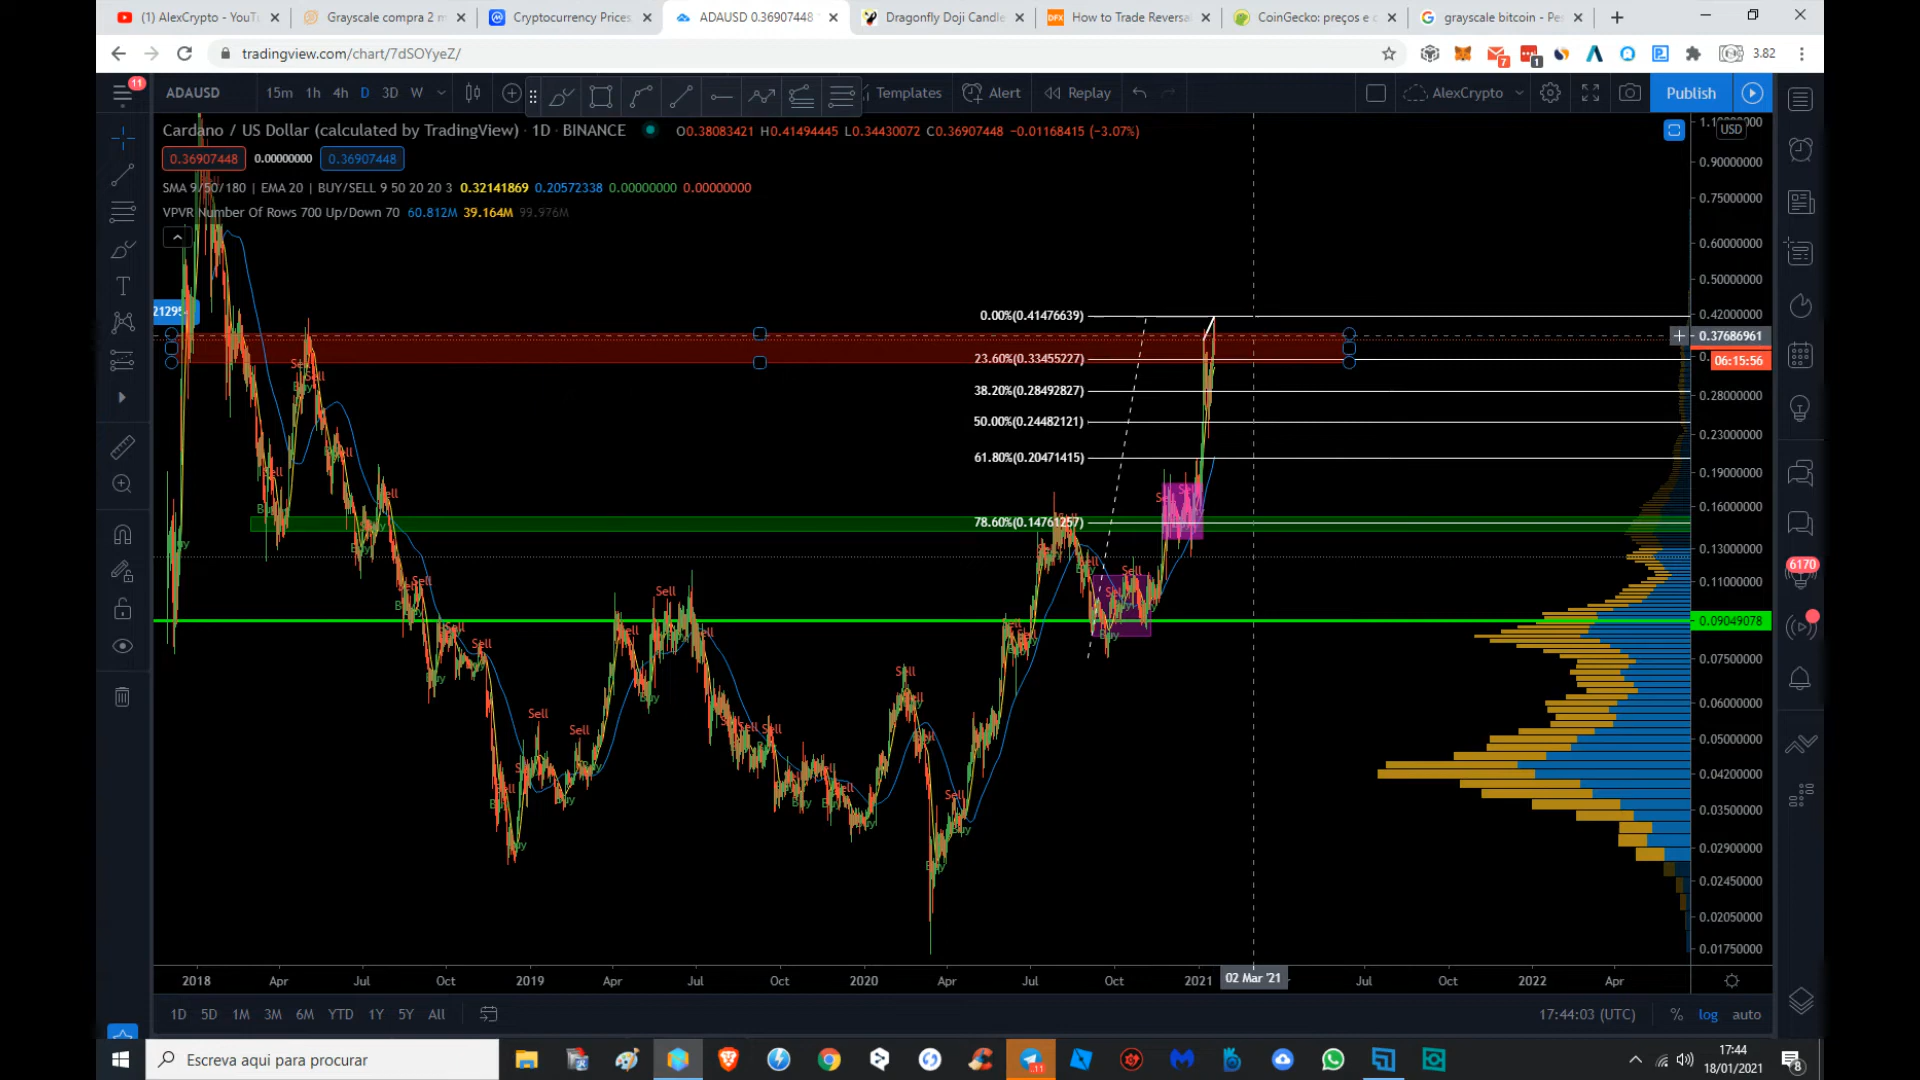 (1) AlexCrypto - YouT
Grayscale compra 2 m
Cryptocurrency Prices,
ADAUSD 0.36907448
Dragonfly Doji Candle
How to Trade Reversal
CoinGecko: preços e c
grayscale bitcoin - Pes
tradingview.com/chart/7dSOYyeZ/
3.82
ADAUSD 15m 1h 4h D 3D W Templates Alert Replay AlexCrypto Publish
Cardano / US Dollar (calculated by TradingView) · 1D · BINANCE O0.38083421 H0.41494445 L0.34430072 C0.36907448 −0.01168415 (−3.07%)
0.36907448 0.00000000 0.36907448
SMA 9/50/180 | EMA 20 | BUY/SELL 9 50 20 20 3 0.32141869 0.20572338 0.00000000 0.00000000
VPVR Number Of Rows 700 Up/Down 70 60.812M 39.164M 99.976M
USD
0.90000000
0.75000000
0.60000000
0.50000000
0.42000000
0.37686961
06:15:56
0.28000000
0.23000000
0.19000000
0.16000000
0.13000000
0.11000000
0.09049078
0.07500000
0.06000000
0.05000000
0.04200000
0.03500000
0.02900000
0.02450000
0.02050000
0.01750000
0.00%(0.41476639)
23.60%(0.33455227)
38.20%(0.28492827)
50.00%(0.24482121)
61.80%(0.20471415)
78.60%(0.14761257)
2018 Apr Jul Oct 2019 Apr Jul Oct 2020 Apr Jul Oct 2021 02 Mar '21 Jul Oct 2022 Apr
1D 5D 1M 3M 6M YTD 1Y 5Y All
17:44:03 (UTC) % log auto
Escreva aqui para procurar
17:44
18/01/2021
11
6170
8